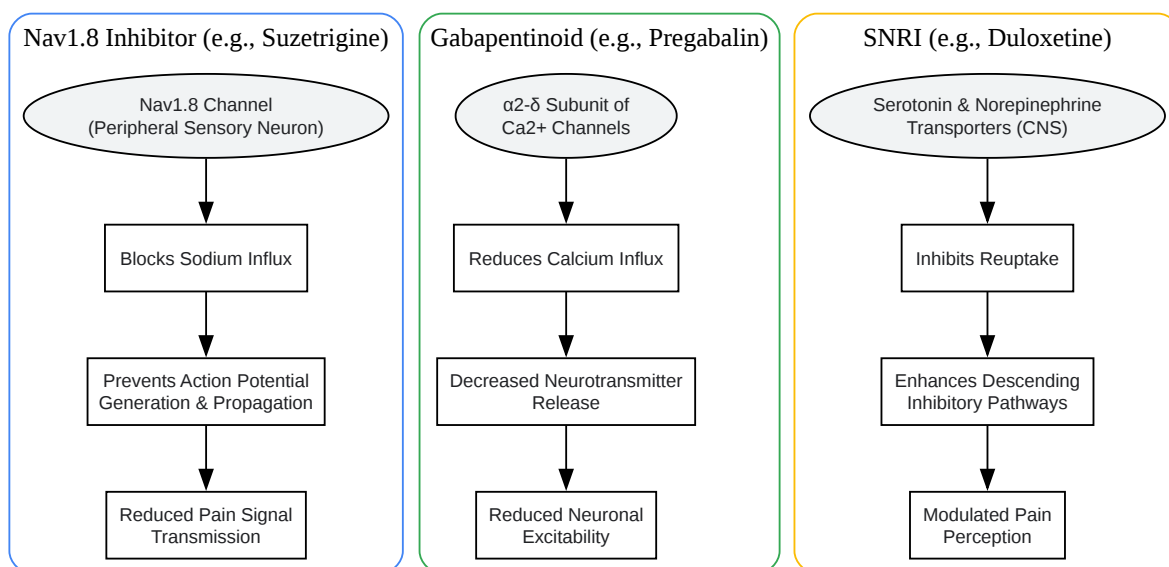 Nav1.8 Inhibitor (e.g., Suzetrigine)
Nav1.8 Channel
(Peripheral Sensory Neuron)
Blocks Sodium Influx
Prevents Action Potential
Generation & Propagation
Reduced Pain Signal
Transmission
Gabapentinoid (e.g., Pregabalin)
α2-δ Subunit of
Ca2+ Channels
Reduces Calcium Influx
Decreased Neurotransmitter
Release
Reduced Neuronal
Excitability
SNRI (e.g., Duloxetine)
Serotonin & Norepinephrine
Transporters (CNS)
Inhibits Reuptake
Enhances Descending
Inhibitory Pathways
Modulated Pain
Perception